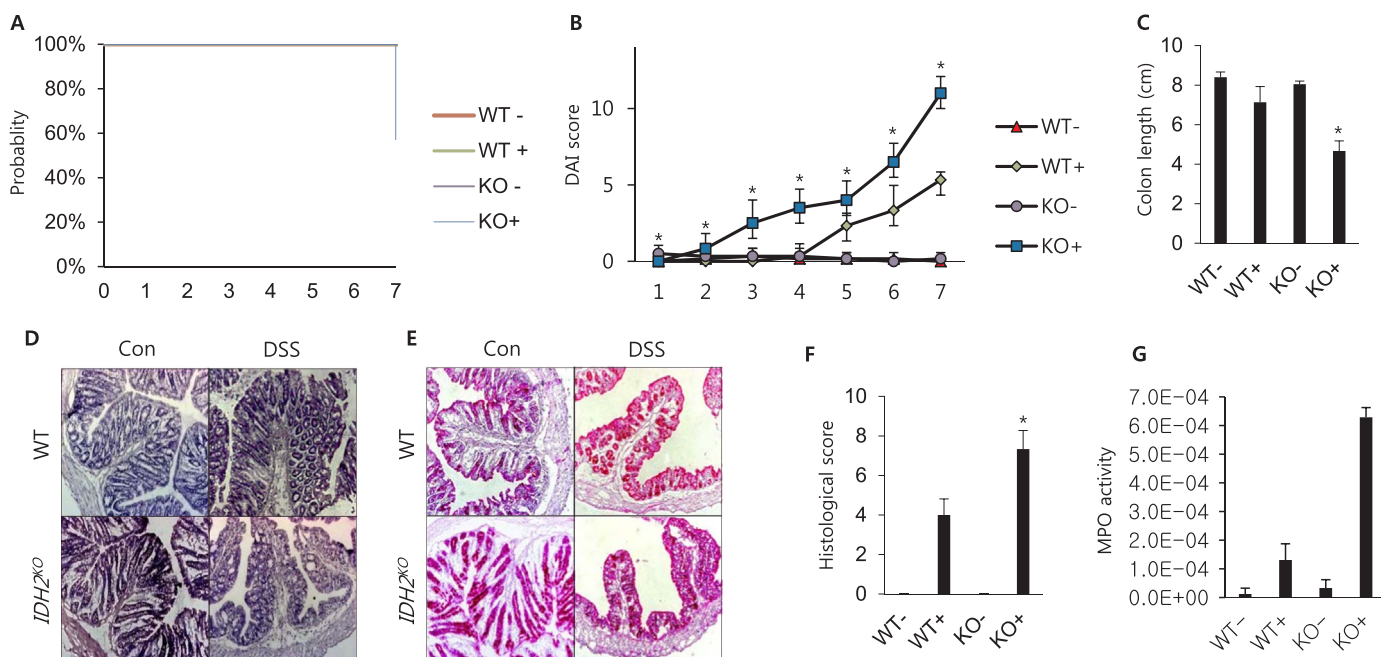 A
100%
80%
60%
40%
20%
0%
Probablity
0 1 2 3 4 5 6 7
WT -
WT +
KO -
KO+
B
10
5
0
DAI score
* * * * * * *
1 2 3 4 5 6 7
WT-
WT+
KO-
KO+
C
10
8
6
4
2
0
Colon length (cm)
*
WT- WT+ KO- KO+
D
Con DSS
WT
IDH2KO
E
Con DSS
WT
IDH2KO
F
10
8
6
4
2
0
Histological score
*
WT- WT+ KO- KO+
G
7.0E−04
6.0E−04
5.0E−04
4.0E−04
3.0E−04
2.0E−04
1.0E−04
0.0E+00
MPO activity
WT− WT+ KO− KO+